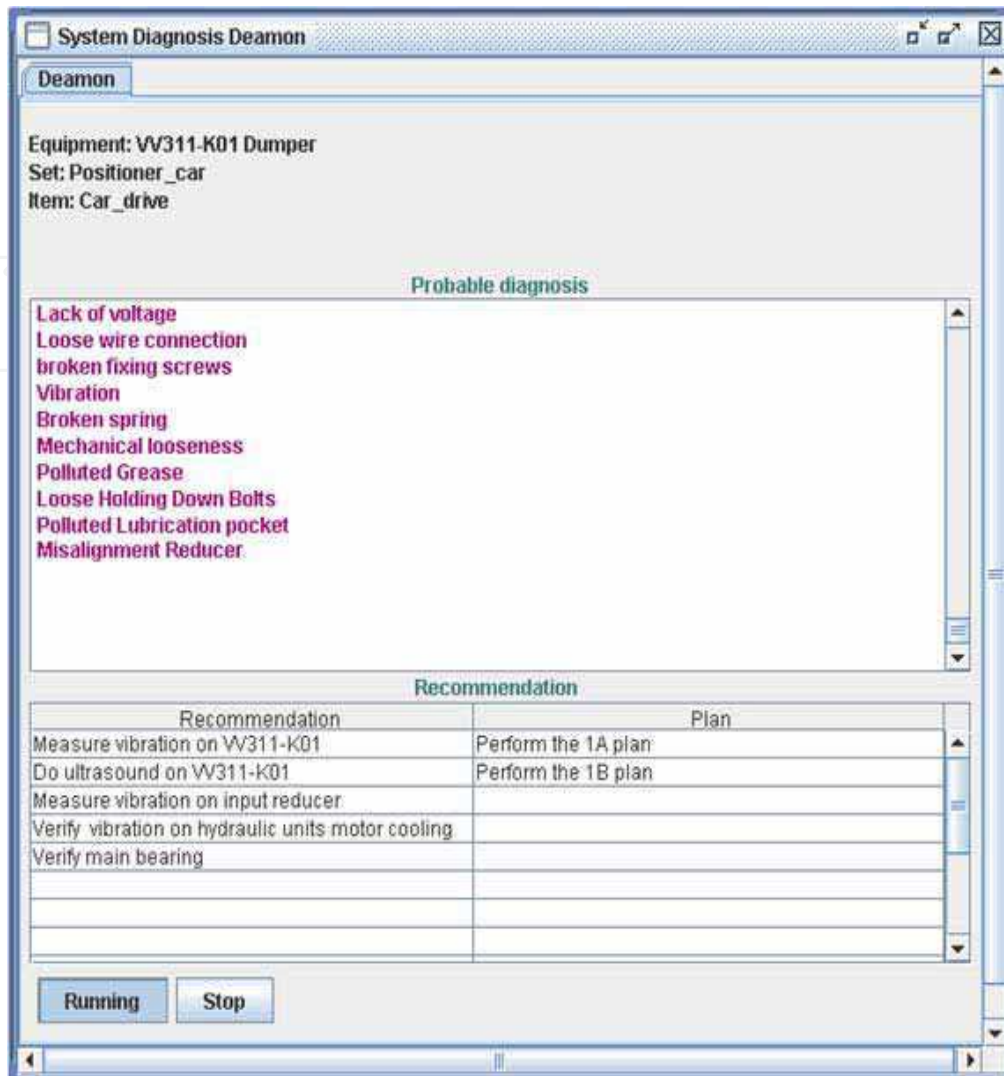 System Diagnosis Deamon
Deamon
Equipment: VV311-K01 Dumper
Set: Positioner_car
Item: Car_drive
Probable diagnosis
Lack of voltage
Loose wire connection
broken fixing screws
Vibration
Broken spring
Mechanical looseness
Polluted Grease
Loose Holding Down Bolts
Polluted Lubrication pocket
Misalignment Reducer
Recommendation
Recommendation Plan
Measure vibration on VV311-K01 Perform the 1A plan
Do ultrasound on VV311-K01 Perform the 1B plan
Measure vibration on input reducer
Verify vibration on hydraulic units motor cooling
Verify main bearing
Running Stop